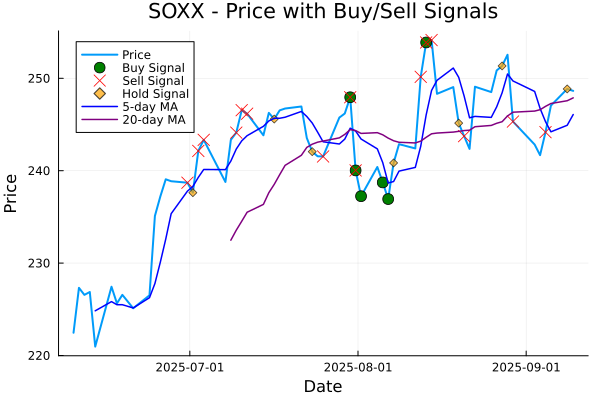 SOXX - Price with Buy/Sell Signals
Price
Buy Signal
Sell Signal
Hold Signal
5-day MA
20-day MA
250
240
230
220
Price
2025-07-01
2025-08-01
2025-09-01
Date